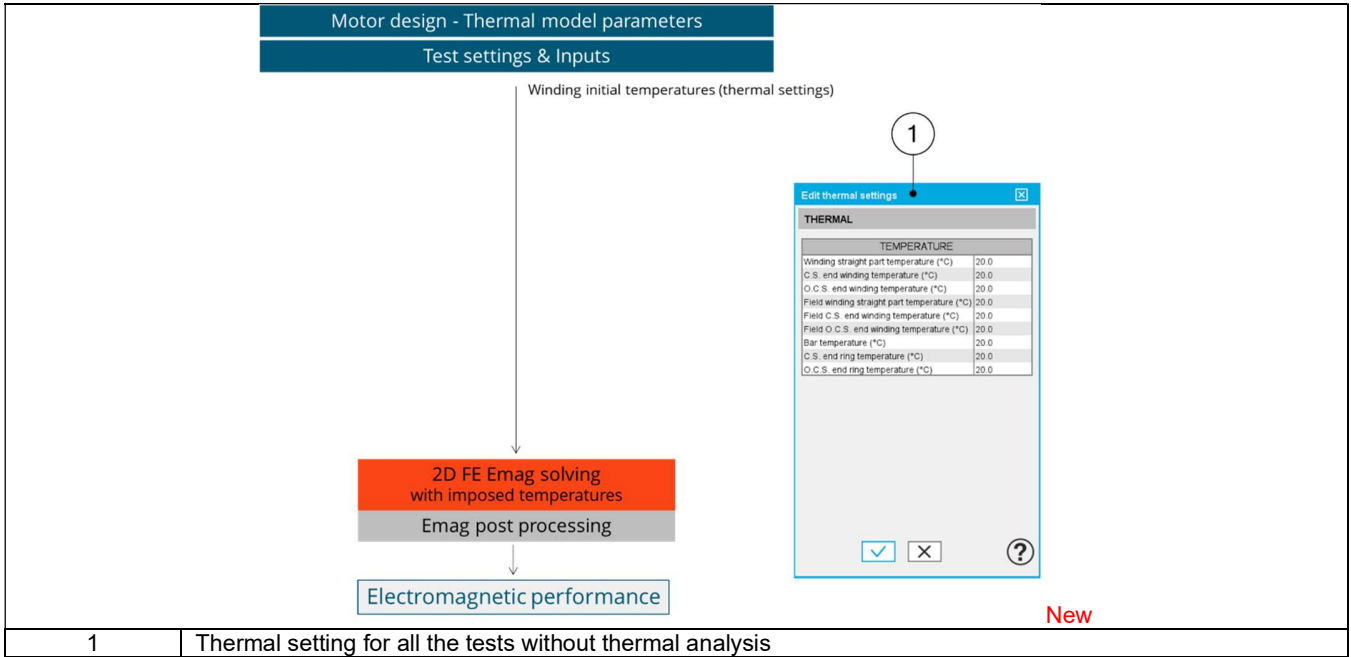 Motor design - Thermal model parameters
Test settings & Inputs
Winding initial temperatures (thermal settings)
1
Edit thermal settings
THERMAL
TEMPERATURE
Winding straight part temperature (°C) 20.0
C.S. end winding temperature (°C) 20.0
O.C.S. end winding temperature (°C) 20.0
Field winding straight part temperature (°C) 20.0
Field C.S. end winding temperature (°C) 20.0
Field O.C.S. end winding temperature (°C) 20.0
Bar temperature (°C) 20.0
C.S. end ring temperature (°C) 20.0
O.C.S. end ring temperature (°C) 20.0
2D FE Emag solving
with imposed temperatures
Emag post processing
?
Electromagnetic performance
New
1 Thermal setting for all the tests without thermal analysis